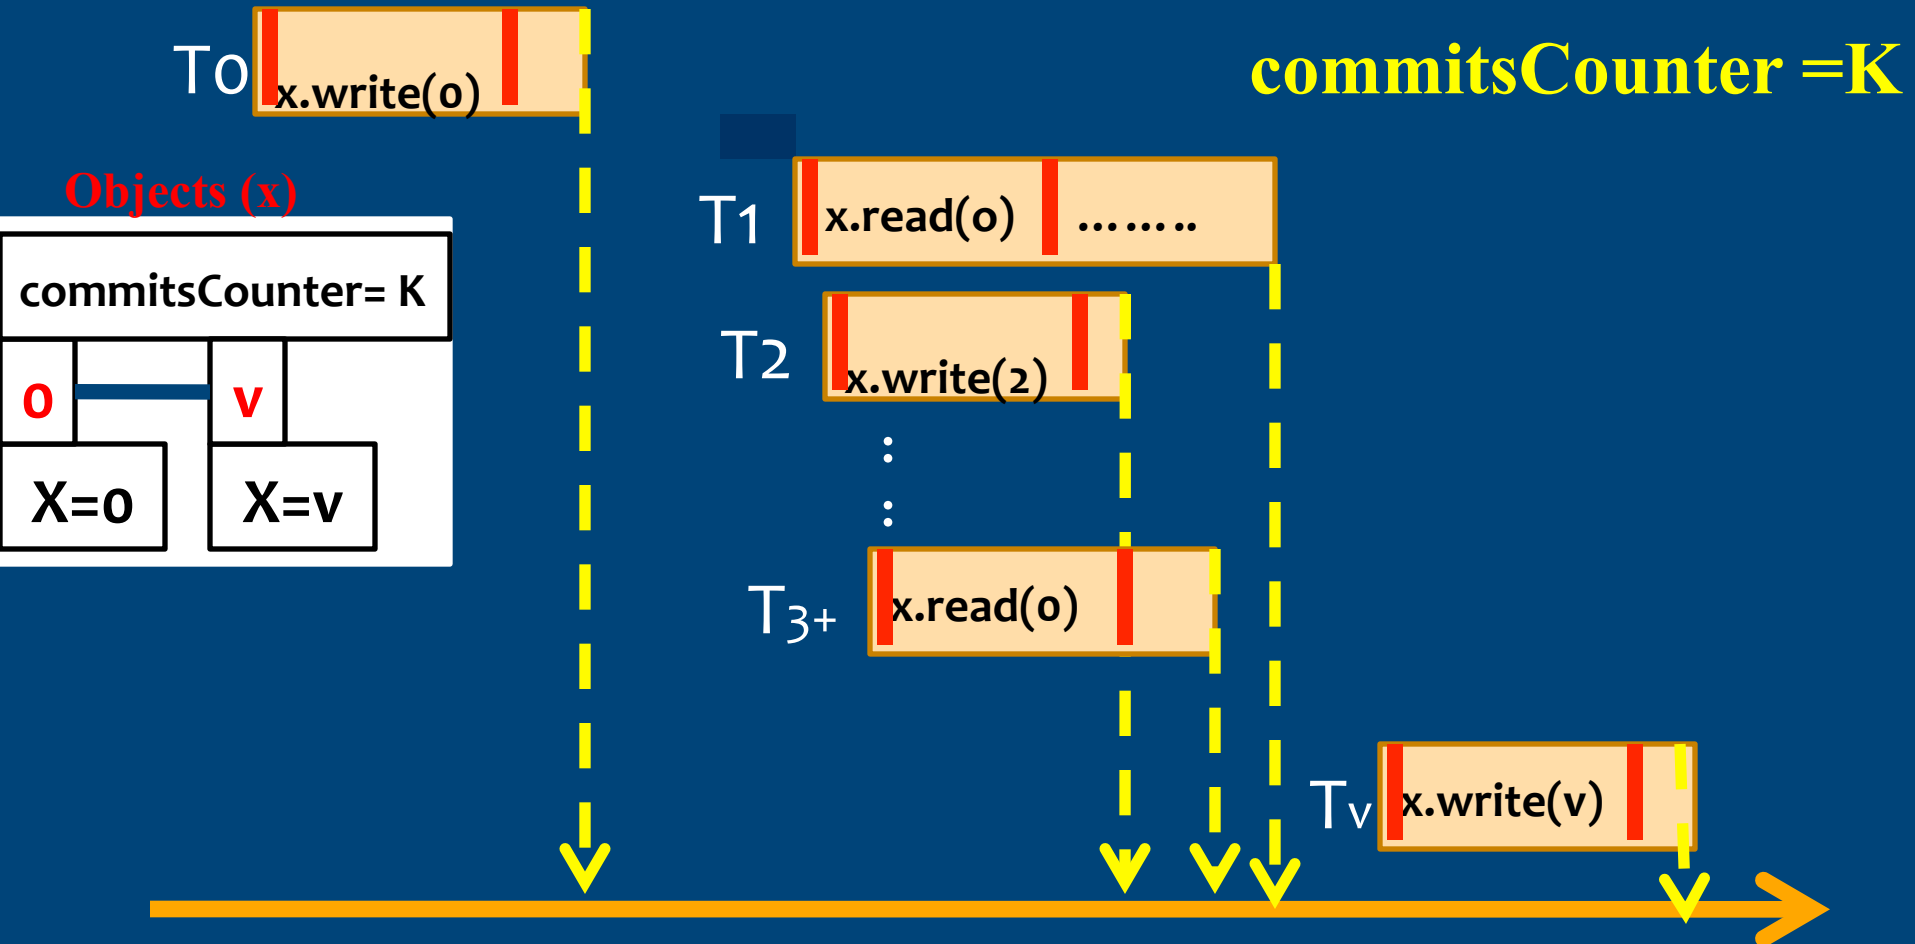 T0
x.write(0)
commitsCounter =K
Objects (x)
commitsCounter= K
0
v
X=0
X=v
T1
x.read(0)
........
T2
x.write(2)
:
:
T3+
x.read(0)
Tv
x.write(v)